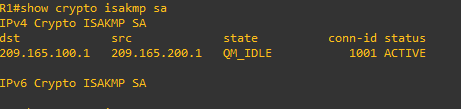 R1#show crypto isakmp sa
IPv4 Crypto ISAKMP SA
dst src state conn-id status
209.165.100.1 209.165.200.1 QM_IDLE 1001 ACTIVE
IPv6 Crypto ISAKMP SA